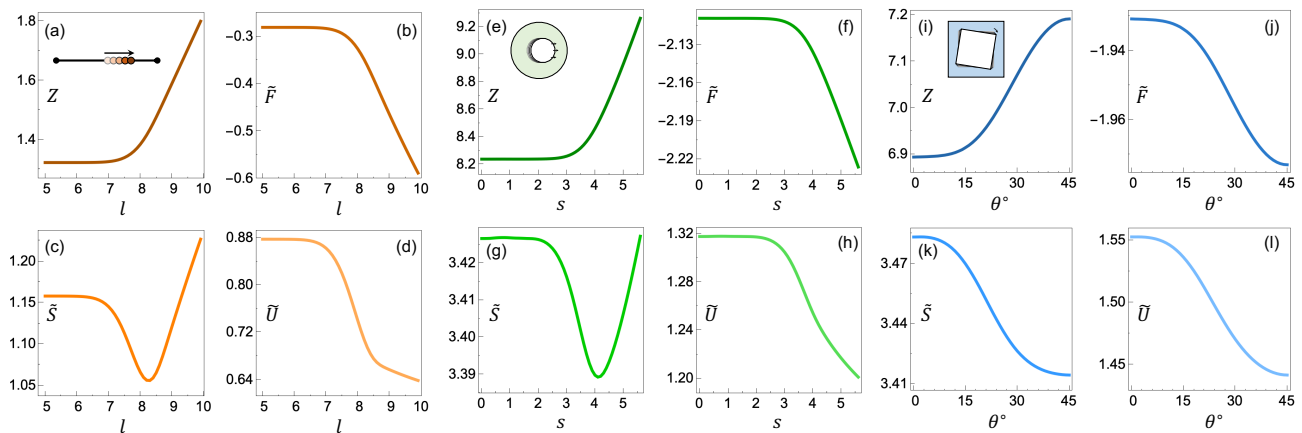 (a)
1.8
1.6
1.4
Z
5 6 7 8 9 10
l
(b)
−0.3
−0.4
−0.5
−0.6
F̃
5 6 7 8 9 10
l
(e)
9.2
9.0
8.8
8.6
8.4
8.2
Z
0 1 2 3 4 5
s
(f)
−2.13
−2.16
−2.19
−2.22
F̃
0 1 2 3 4 5
s
(i)
7.2
7.1
7.0
6.9
Z
0 15 30 45
θ°
(j)
−1.94
−1.96
F̃
0 15 30 45
θ°
(c)
1.20
1.15
1.10
1.05
S̃
5 6 7 8 9 10
l
(d)
0.88
0.80
0.72
0.64
Ũ
5 6 7 8 9 10
l
(g)
3.42
3.41
3.40
3.39
S̃
0 1 2 3 4 5
s
(h)
1.32
1.28
1.24
1.20
Ũ
0 1 2 3 4 5
s
(k)
3.47
3.44
3.41
S̃
0 15 30 45
θ°
(l)
1.55
1.50
1.45
Ũ
0 15 30 45
θ°